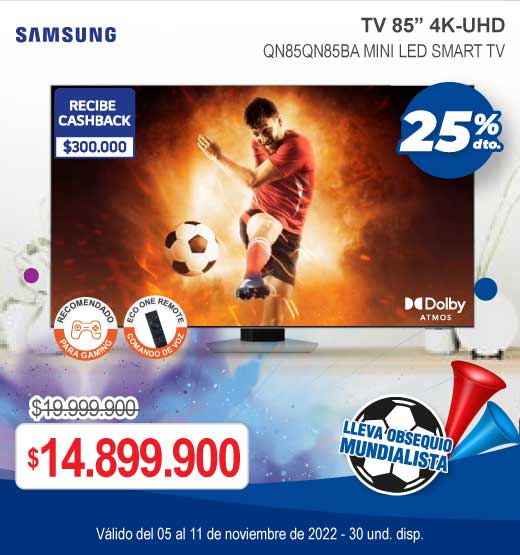 SAMSUNG
TV 85” 4K-UHD
QN85QN85BA MINI LED SMART TV
RECIBE
CASHBACK
$300.000
25%
dto.
Dolby
ATMOS
RECOMENDADO
PARA GAMING
ECO ONE REMOTE
COMANDO DE VOZ
$19.999.900
$14.899.900
LLEVA OBSEQUIO
MUNDIALISTA
Válido del 05 al 11 de noviembre de 2022 - 30 und. disp.